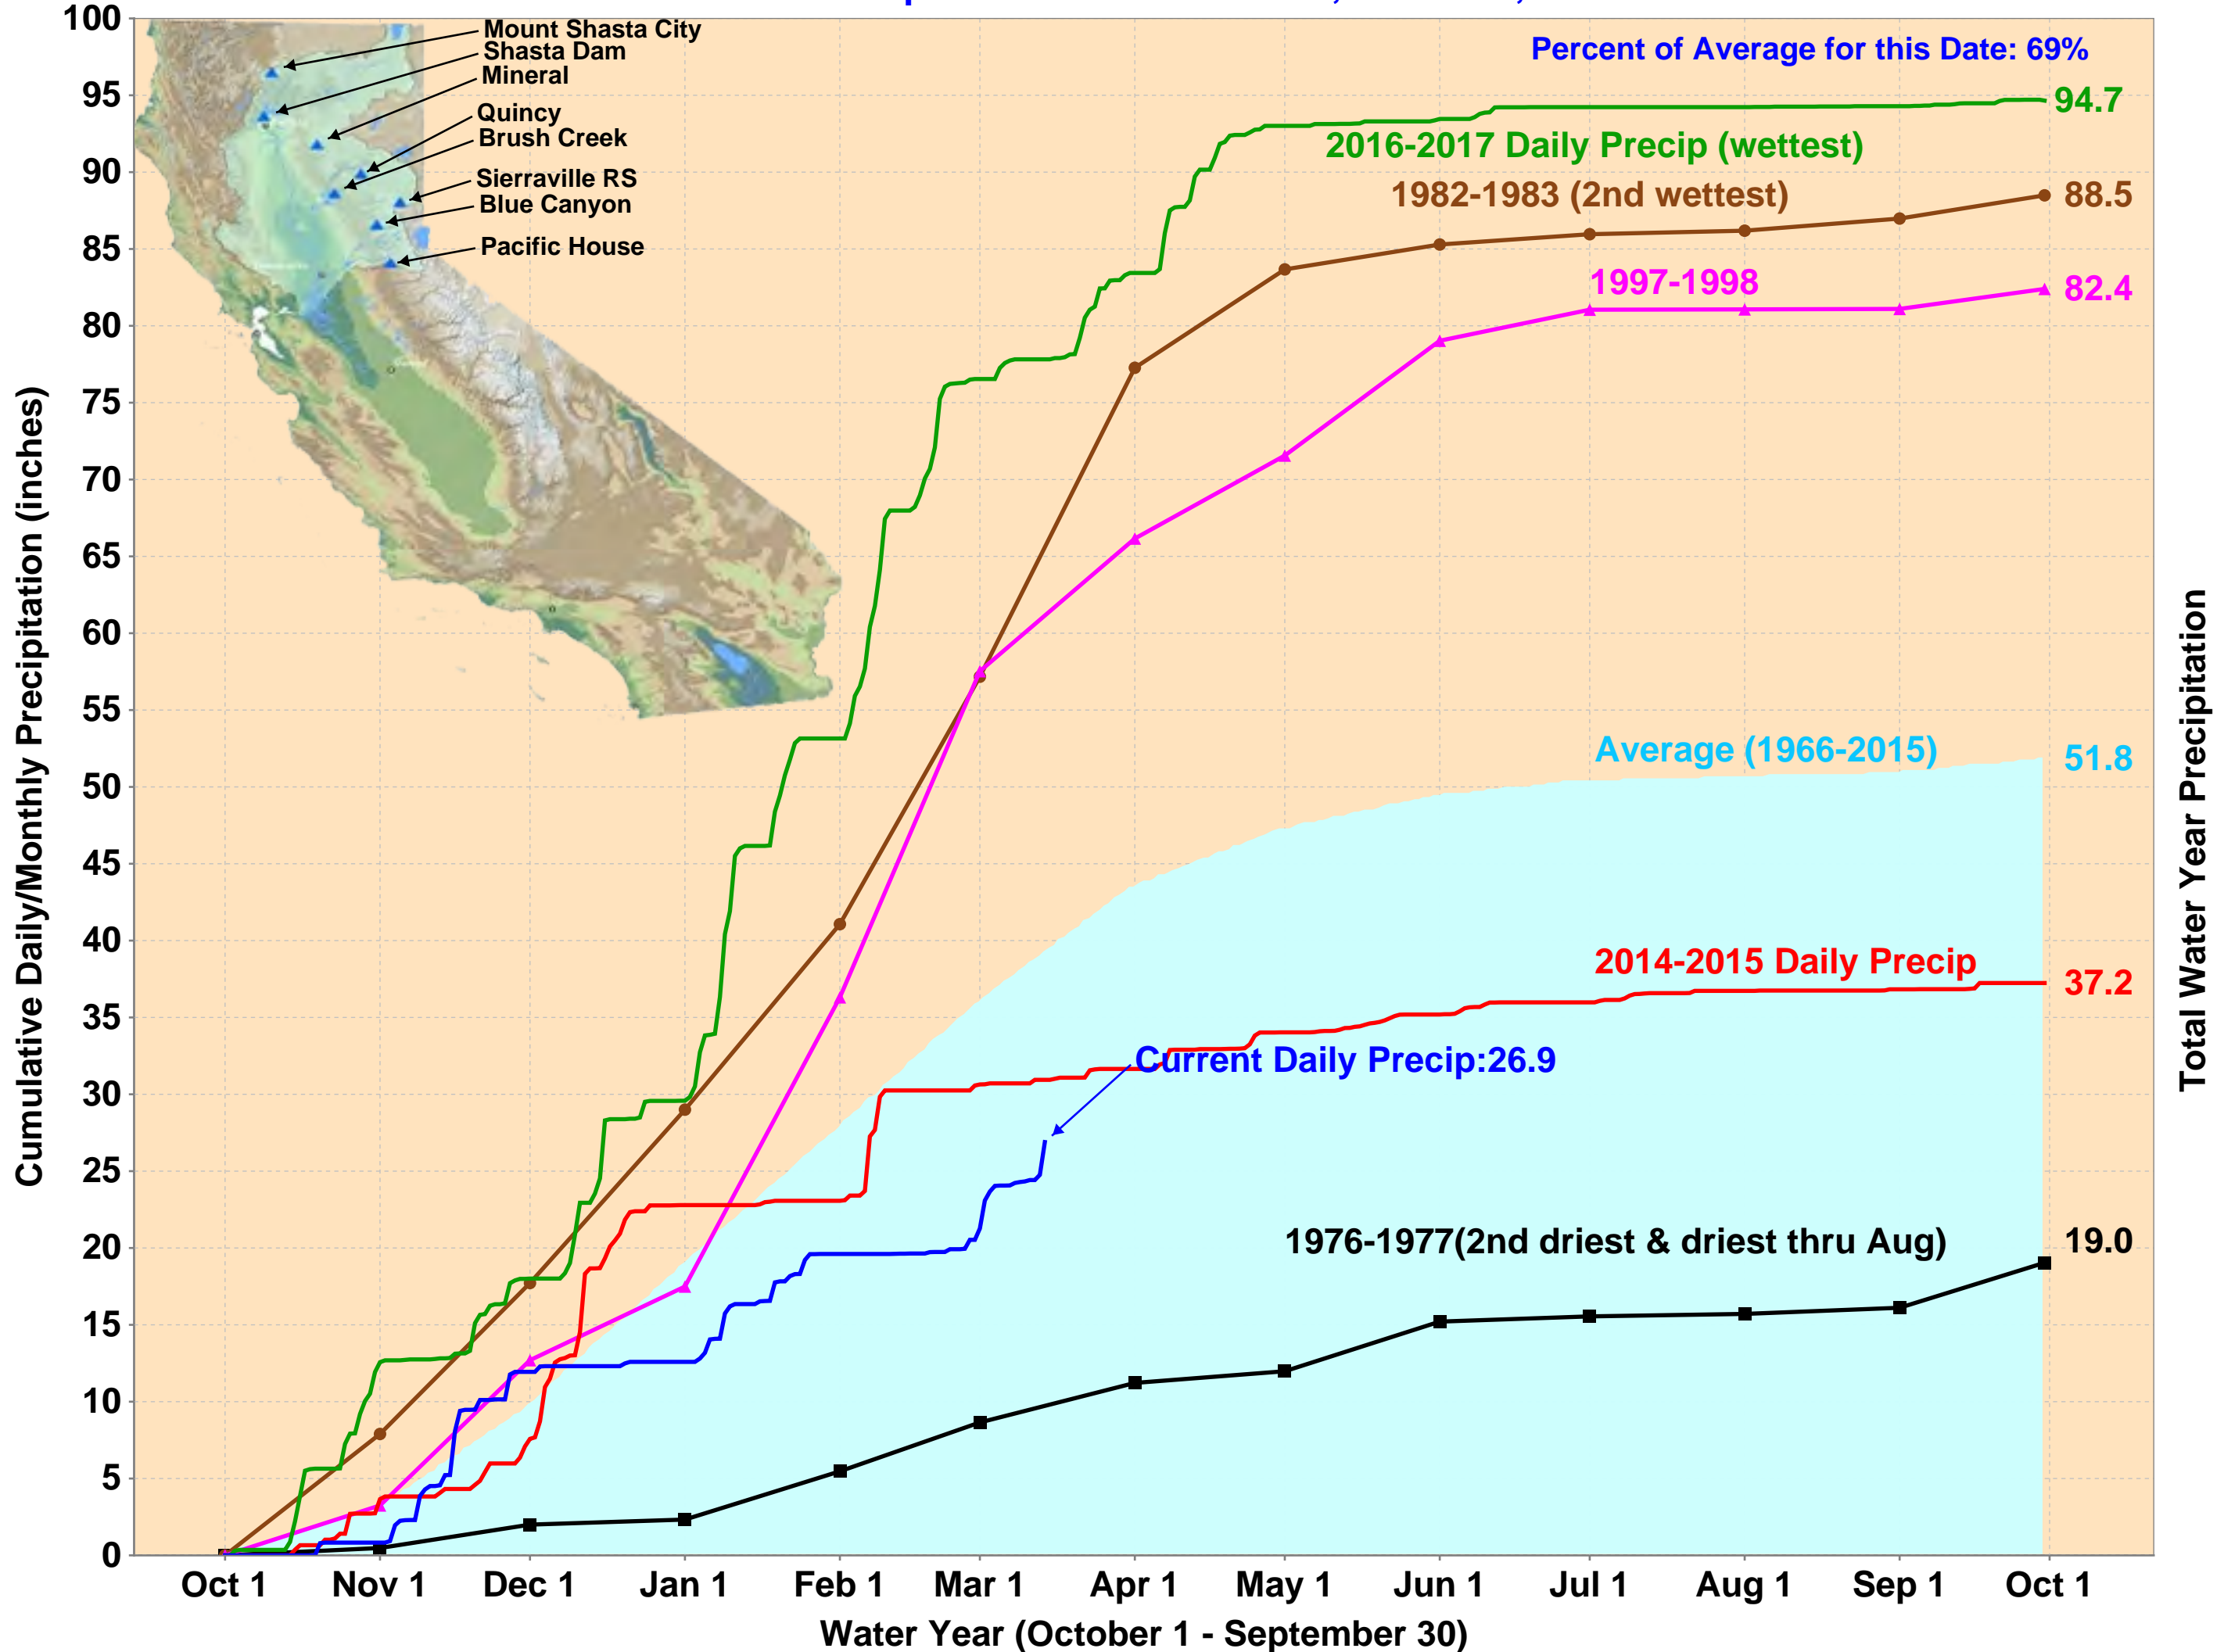 Percent of Average for this Date: 69%
Mount Shasta City
Shasta Dam
Mineral
Quincy
Brush Creek
Sierraville RS
Blue Canyon
Pacific House
100
95
90
85
80
75
70
65
60
55
50
45
40
35
30
25
20
15
10
5
0
Cumulative Daily/Monthly Precipitation (inches)
2016-2017 Daily Precip (wettest)
94.7
1982-1983 (2nd wettest)
88.5
1997-1998
82.4
Average (1966-2015)
51.8
2014-2015 Daily Precip
37.2
Current Daily Precip:26.9
1976-1977(2nd driest & driest thru Aug)
19.0
Total Water Year Precipitation
Oct 1 Nov 1 Dec 1 Jan 1 Feb 1 Mar 1 Apr 1 May 1 Jun 1 Jul 1 Aug 1 Sep 1 Oct 1
Water Year (October 1 - September 30)